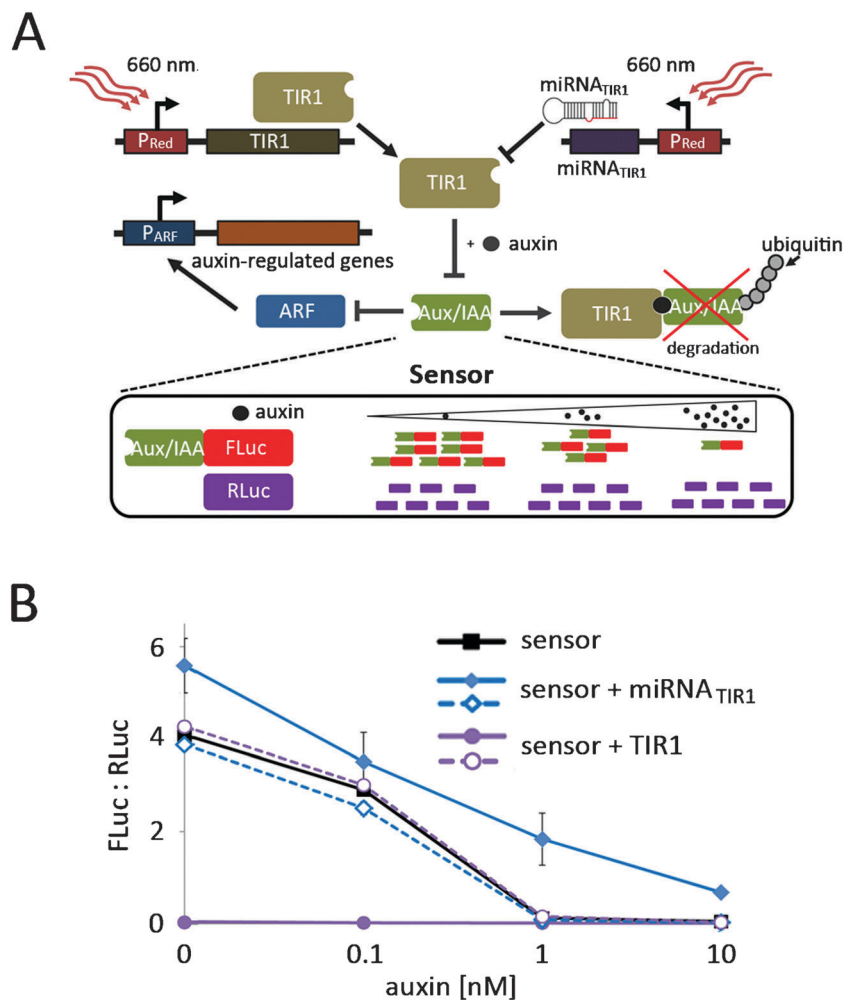 A
660 nm.
TIR1
PRed
TIR1
miRNATIR1
660 nm
miRNATIR1
PRed
TIR1
+ auxin
PARF
auxin-regulated genes
ubiquitin
ARF
Aux/IAA
TIR1
Aux/IAA
degradation
Sensor
auxin
Aux/IAA
FLuc
RLuc
B
FLuc : RLuc
6
4
2
0
0
0.1
1
10
auxin [nM]
sensor
sensor + miRNATIR1
sensor + TIR1